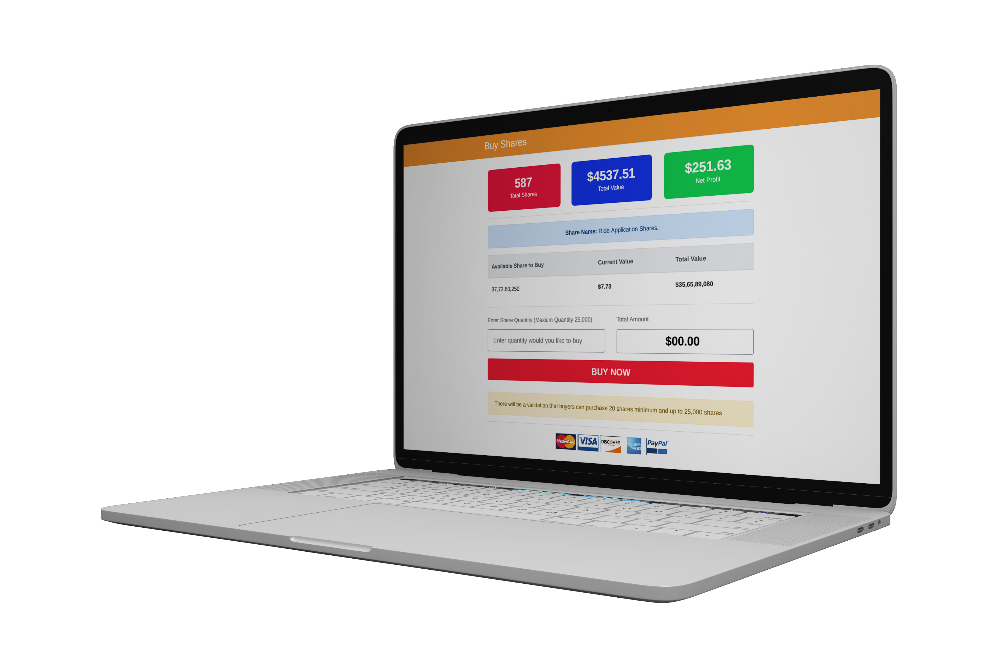 Buy Shares
587
Total Shares
$4537.51
Total Value
$251.63
Net Profit
Share Name: Ride Application Shares.
Available Share to Buy Current Value Total Value
37,73,60,250 $7.73 $35,65,89,080
Enter Share Quantity (Maxium Quantity 25,000) Total Amount
Enter quantity would you like to buy $00.00
BUY NOW
There will be a validation that buyers can purchase 20 shares minimum and up to 25,000 shares
MasterCard VISA DISCOVER AMERICAN EXPRESS PayPal
Q W R Y U I O P
A S D F G H J K L
Z X C V B N M